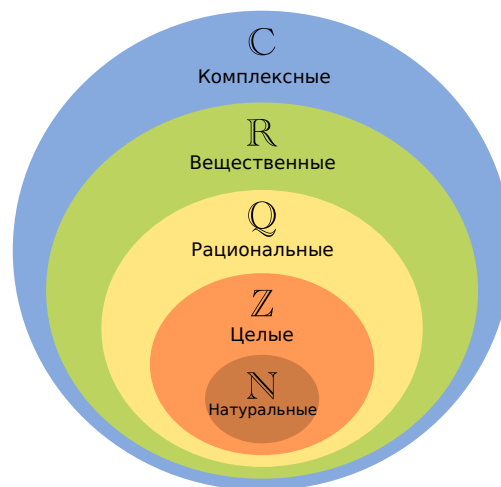 ℂ
Комплексные
ℝ
Вещественные
ℚ
Рациональные
ℤ
Целые
ℕ
Натуральные